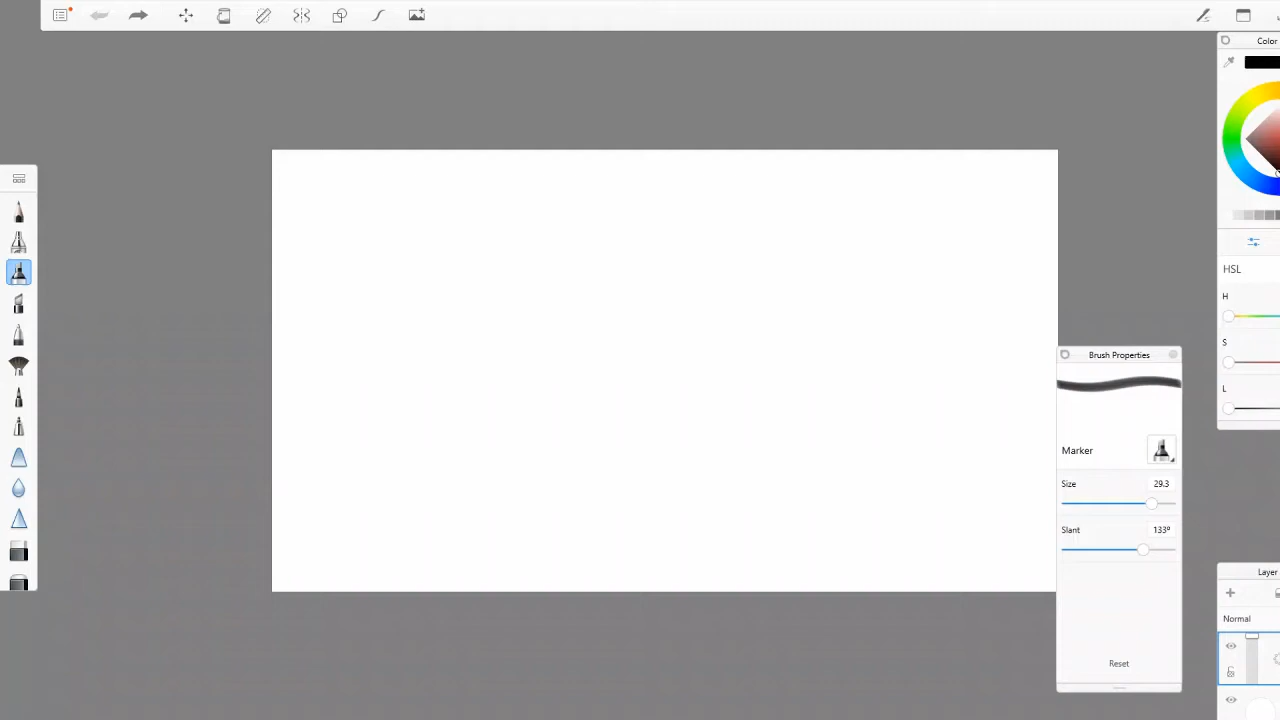 Color
HSL
H
S
L
Brush Properties
Marker
Size 29.3
Slant 133º
Reset
Layer
Normal